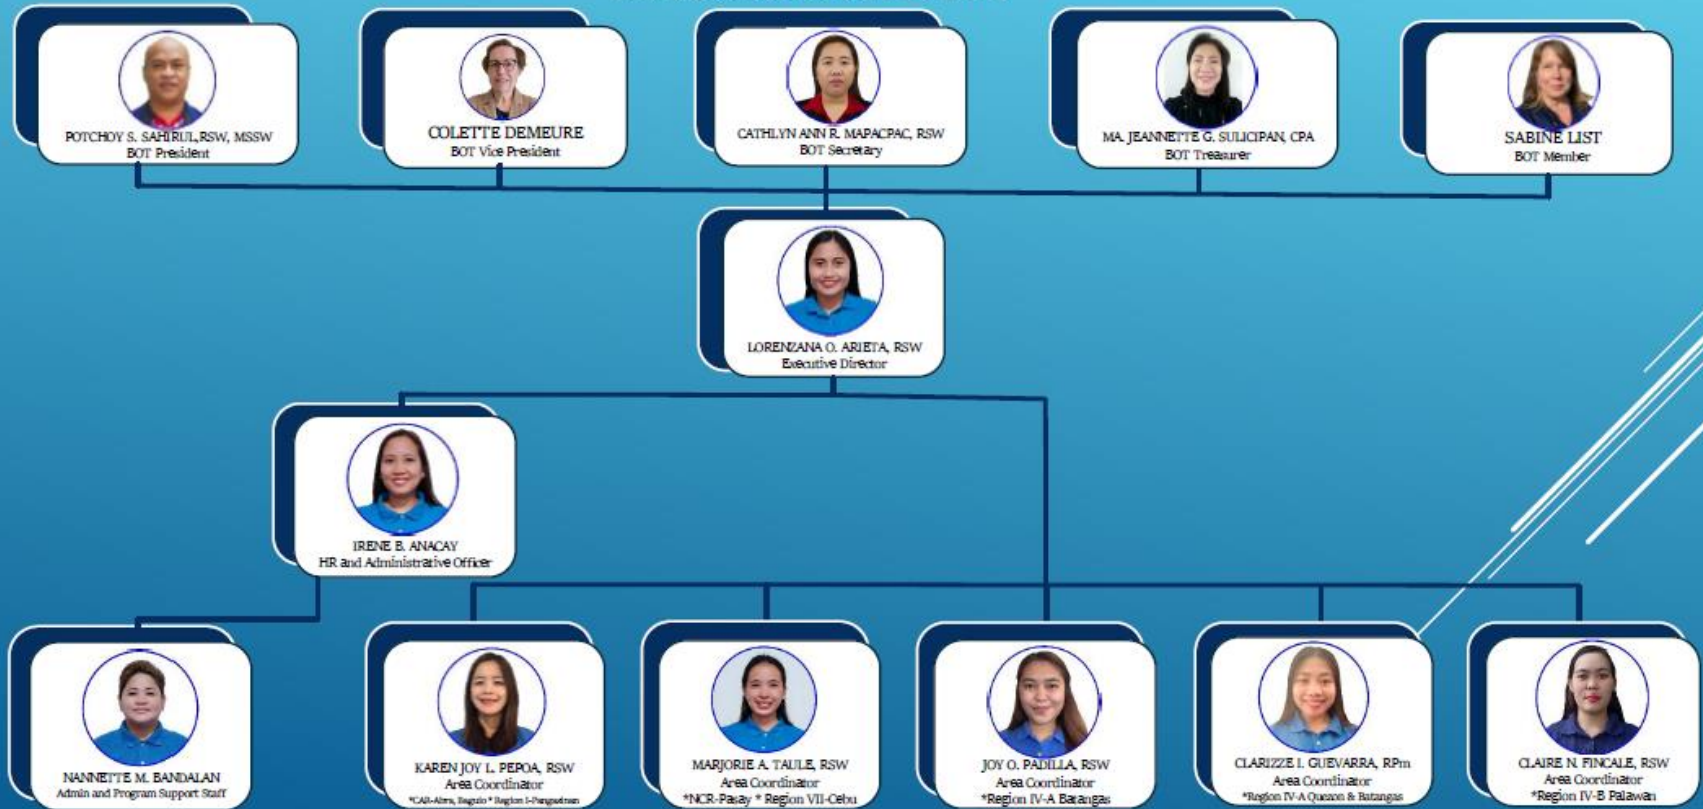 POTCHOY S. SAHIRUL,RSW, MSSW
BOT President
COLETTE DEMEURE
BOT Vice President
CATHLYN ANN R. MAPACPAC, RSW
BOT Secretary
MA. JEANNETTE G. SULICIPAN, CPA
BOT Treasurer
SABINE LIST
BOT Member
LORENZANA O. ARIETA, RSW
Executive Director
IRENE B. ANACAY
HR and Administrative Officer
NANNETTE M. BANDALAN
Admin and Program Support Staff
KAREN JOY L. PEPOA, RSW
Area Coordinator
*CAR-Abra, Baguio * Region I-Pangasinan
MARJORIE A. TAULE, RSW
Area Coordinator
*NCR-Pasay * Region VII-Cebu
JOY O. PADILLA, RSW
Area Coordinator
*Region IV-A Batangas
CLARIZZE I. GUEVARRA, RPm
Area Coordinator
*Region IV-A Quezon & Batangas
CLAIRE N. FINCALE, RSW
Area Coordinator
*Region IV-B Palawan